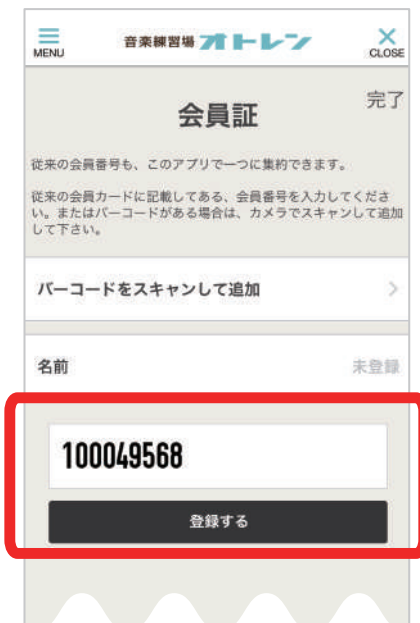 MENU
音楽練習場 オトレン
CLOSE
会員証
完了
従来の会員番号も、このアプリで一つに集約できます。
従来の会員カードに記載してある、会員番号を入力してくださ
い。またはバーコードがある場合は、カメラでスキャンして追加
して下さい。
バーコードをスキャンして追加
名前
未登録
100049568
登録する